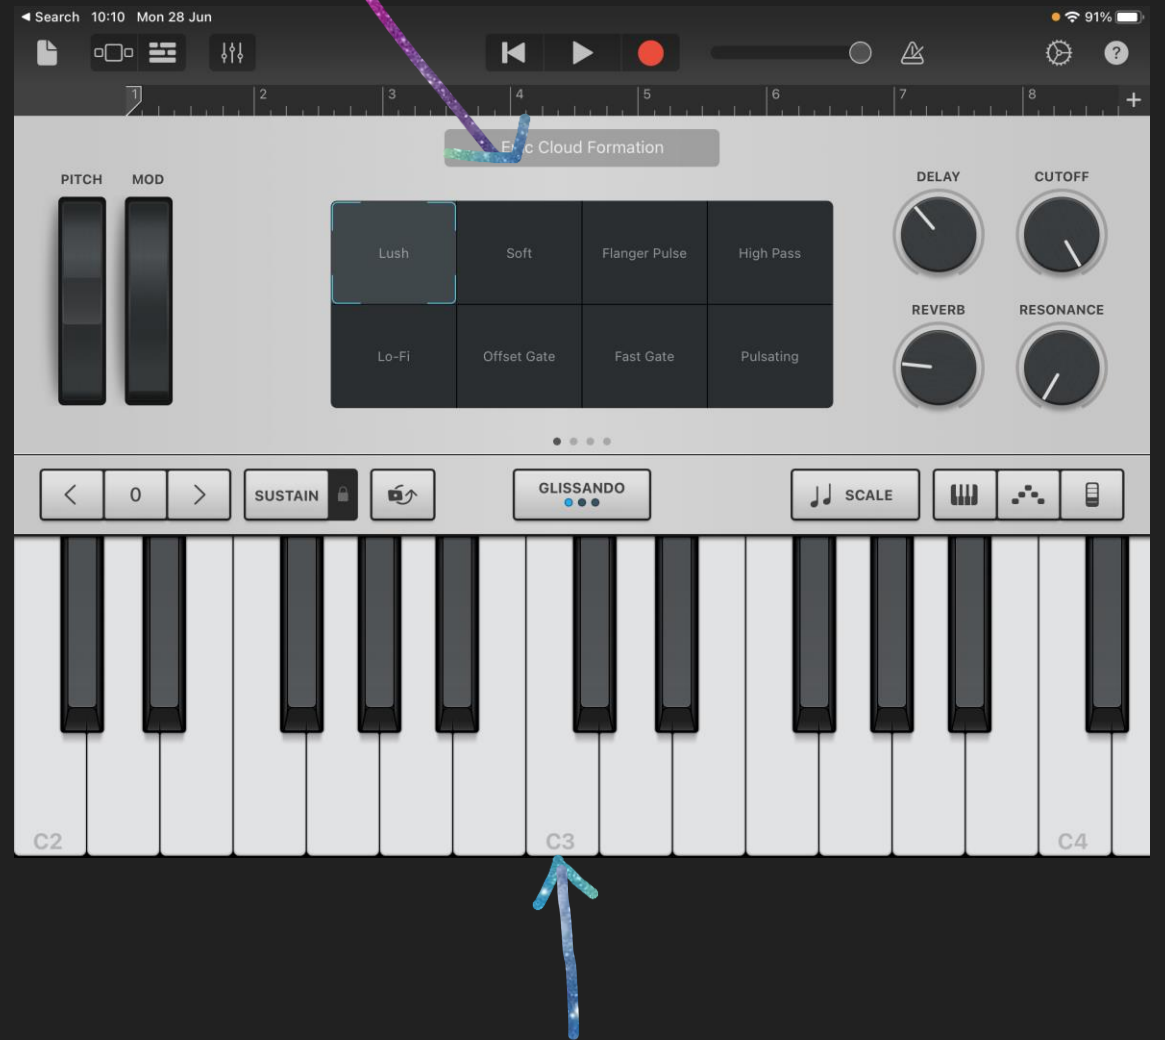 ◀ Search 10:10 Mon 28 Jun 91%
?
1 2 3 4 5 6 7 8 +
Epic Cloud Formation
PITCH MOD
DELAY CUTOFF
Lush Soft Flanger Pulse High Pass
REVERB RESONANCE
Lo-Fi Offset Gate Fast Gate Pulsating
< 0 > SUSTAIN GLISSANDO SCALE
C2 C3 C4